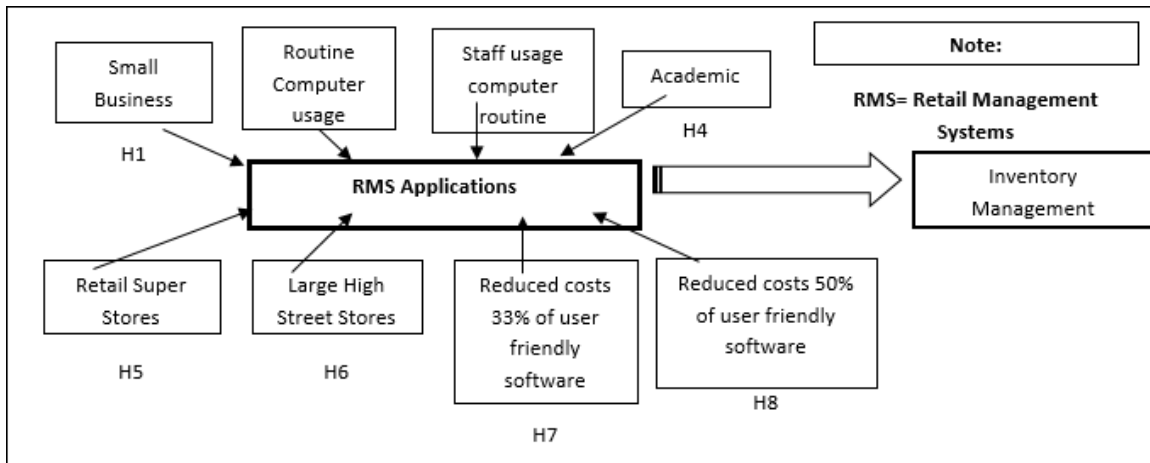 Small
Business
H1
Routine
Computer
usage
Staff usage
computer
routine
Academic
H4
Note:
RMS= Retail Management
Systems
RMS Applications
Inventory
Management
Retail Super
Stores
H5
Large High
Street Stores
H6
Reduced costs
33% of user
friendly
software
H7
Reduced costs 50%
of user friendly
software
H8